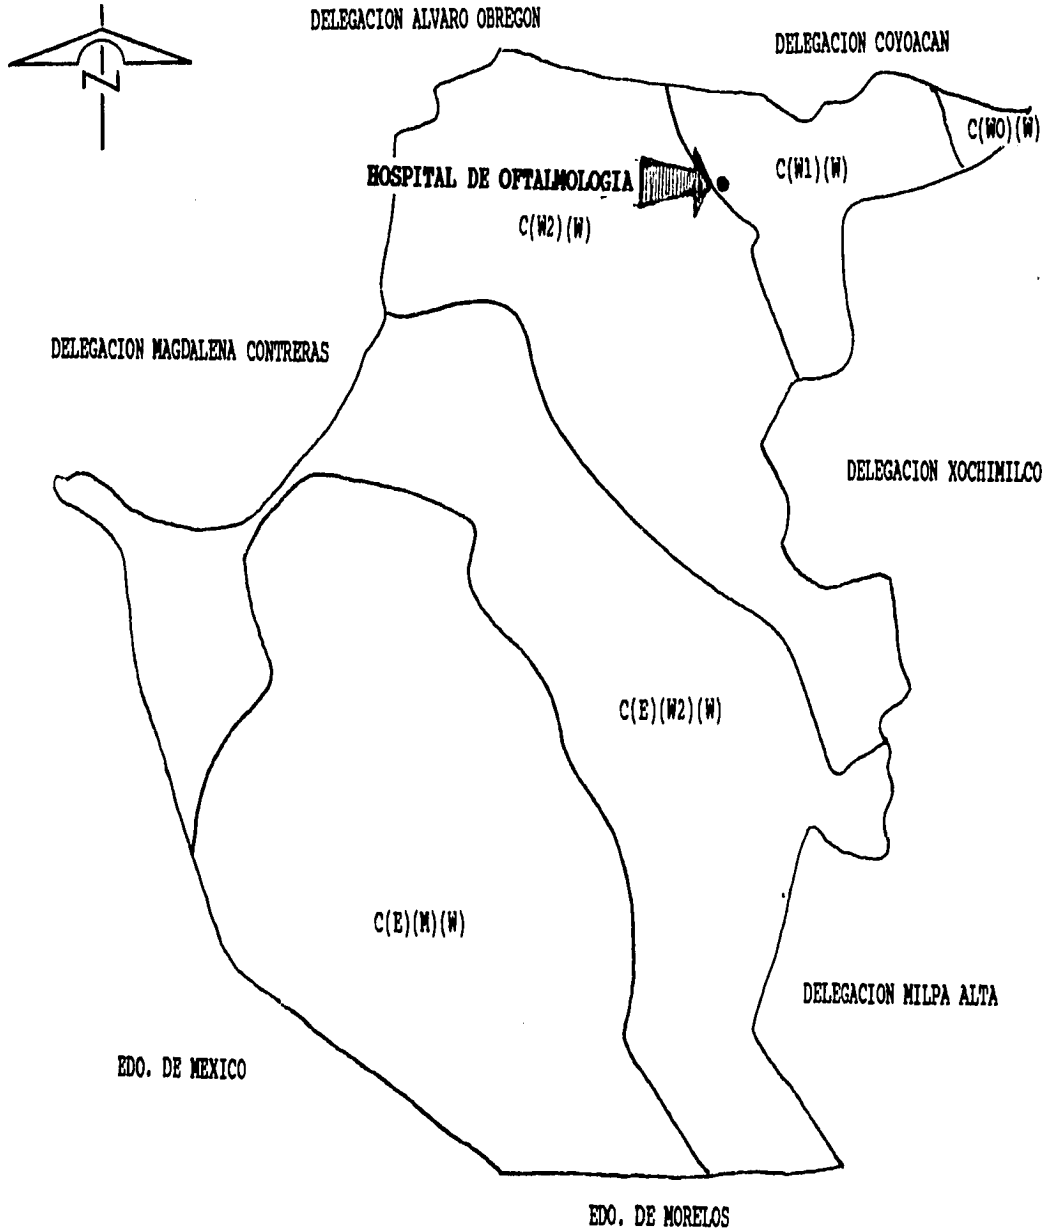 DELEGACION ALVARO OBREGON
DELEGACION COYOACAN
N
C(W0)(W)
C(W1)(W)
HOSPITAL DE OFTALMOLOGIA
C(W2)(W)
DELEGACION MAGDALENA CONTRERAS
DELEGACION XOCHIMILCO
C(E)(W2)(W)
C(E)(M)(W)
DELEGACION MILPA ALTA
EDO. DE MEXICO
EDO. DE MORELOS